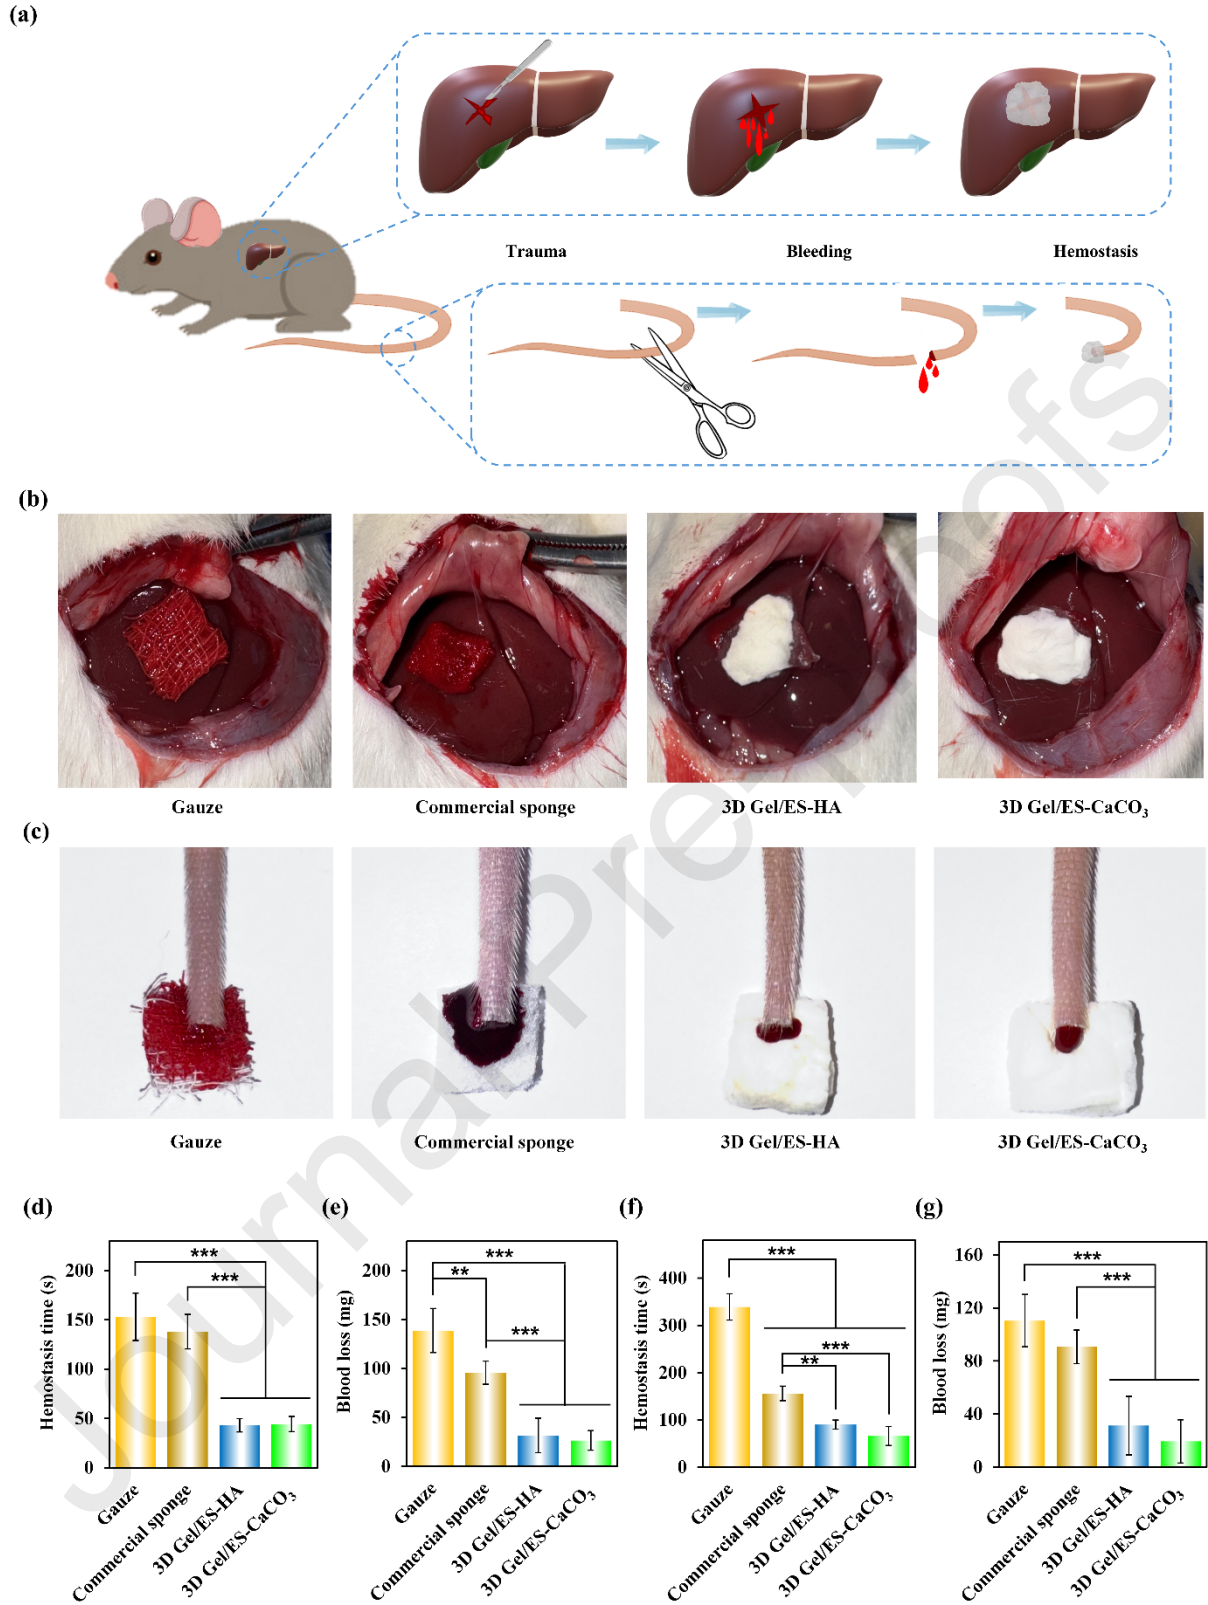 (a)
Trauma
Bleeding
Hemostasis
(b)
Gauze
Commercial sponge
3D Gel/ES-HA
3D Gel/ES-CaCO₃
(c)
Gauze
Commercial sponge
3D Gel/ES-HA
3D Gel/ES-CaCO₃
(d)
Hemostasis time (s)
200
150
100
50
0
***
***
Gauze
Commercial sponge
3D Gel/ES-HA
3D Gel/ES-CaCO₃
(e)
Blood loss (mg)
200
150
100
50
0
***
**
***
Gauze
Commercial sponge
3D Gel/ES-HA
3D Gel/ES-CaCO₃
(f)
Hemostasis time (s)
400
300
200
100
0
***
***
**
Gauze
Commercial sponge
3D Gel/ES-HA
3D Gel/ES-CaCO₃
(g)
Blood loss (mg)
160
120
80
40
0
***
***
Gauze
Commercial sponge
3D Gel/ES-HA
3D Gel/ES-CaCO₃
Journal Pre-proofs